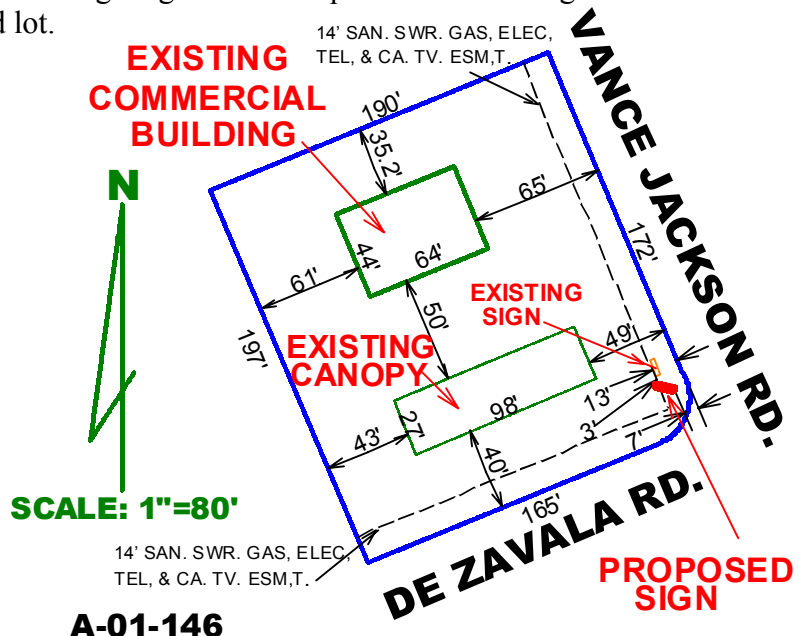 d lot.
14' SAN. SWR. GAS, ELEC,
TEL, & CA. TV. ESM,T.
EXISTING
COMMERCIAL
BUILDING
VANCE JACKSON RD.
190'
35.2'
65'
N
64'
44'
172'
61'
50'
EXISTING
SIGN
197'
49'
EXISTING
CANOPY
98'
13'
27'
43'
3'
7'
40'
SCALE: 1"=80'
165'
DE ZAVALA RD.
14' SAN. SWR. GAS, ELEC,
TEL, & CA. TV. ESM,T.
PROPOSED
SIGN
A-01-146